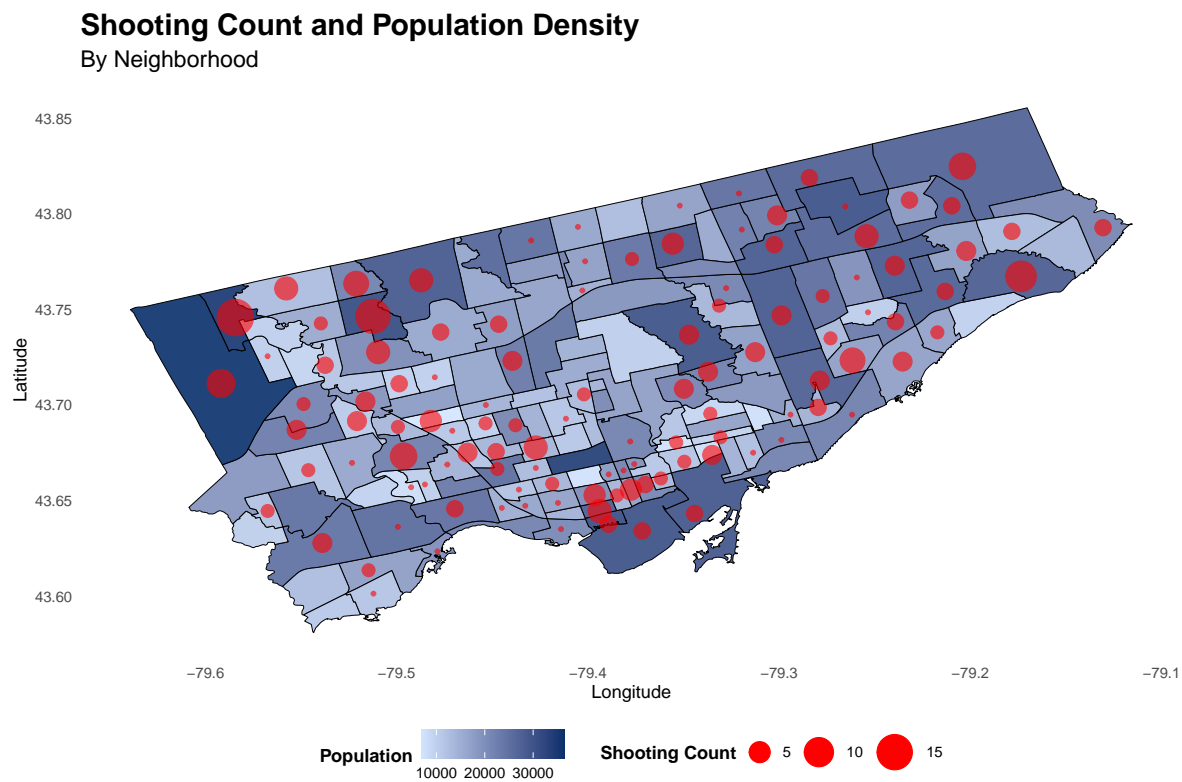 Shooting Count and Population Density
By Neighborhood
43.85
43.80
43.75
43.70
43.65
43.60
Latitude
−79.6 −79.5 −79.4 −79.3 −79.2 −79.1
Longitude
Population 10000 20000 30000 Shooting Count 5 10 15